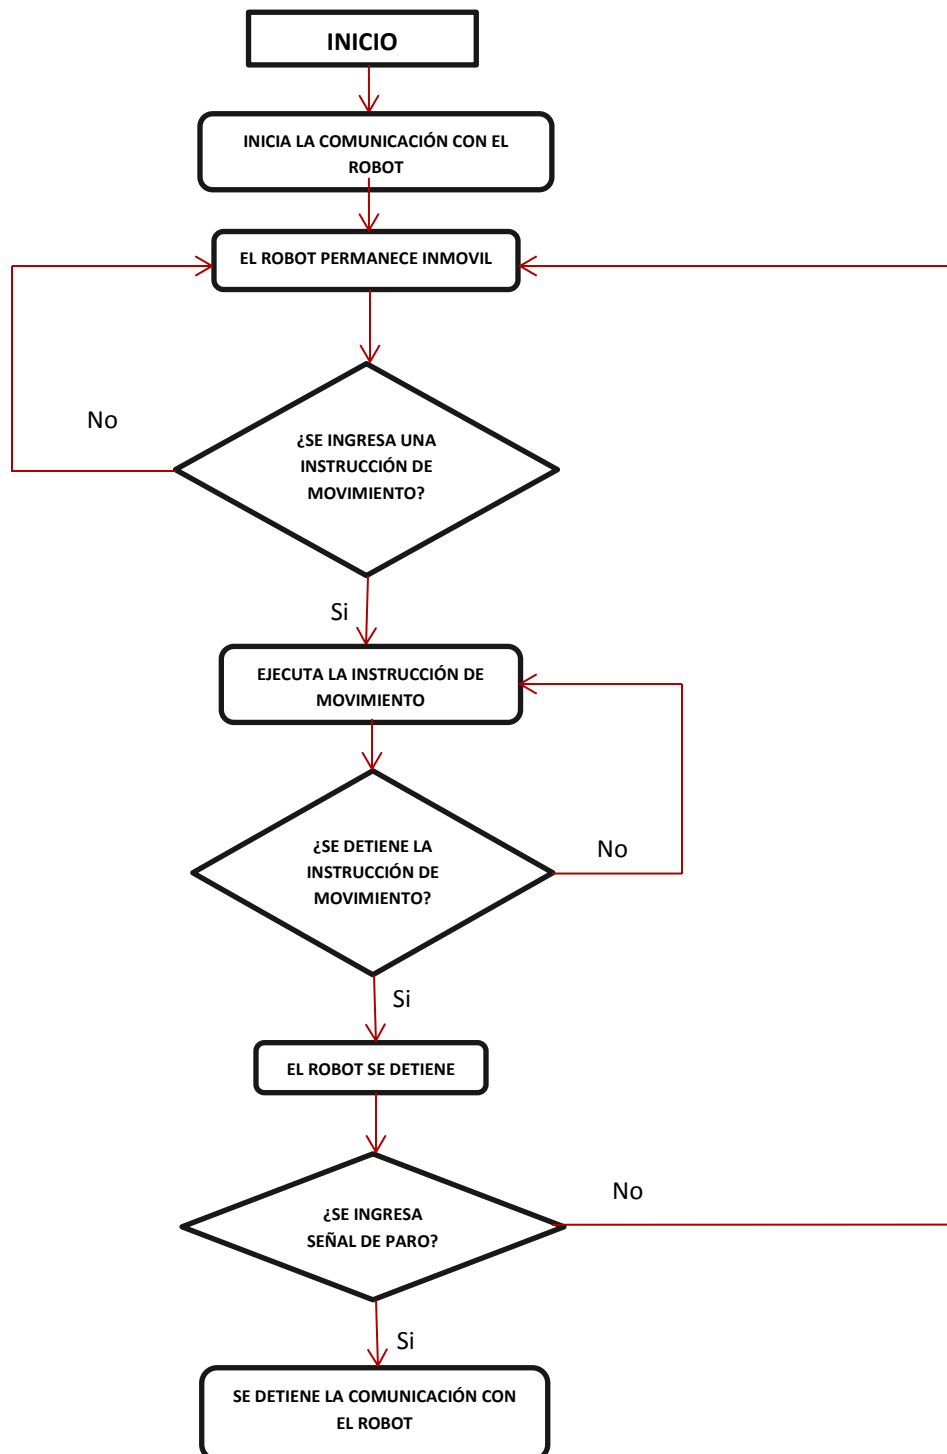 INICIO
INICIA LA COMUNICACIÓN CON EL
ROBOT
EL ROBOT PERMANECE INMOVIL
No
¿SE INGRESA UNA
INSTRUCCIÓN DE
MOVIMIENTO?
Si
EJECUTA LA INSTRUCCIÓN DE
MOVIMIENTO
¿SE DETIENE LA
INSTRUCCIÓN DE
MOVIMIENTO?
No
Si
EL ROBOT SE DETIENE
¿SE INGRESA
SEÑAL DE PARO?
No
Si
SE DETIENE LA COMUNICACIÓN CON
EL ROBOT